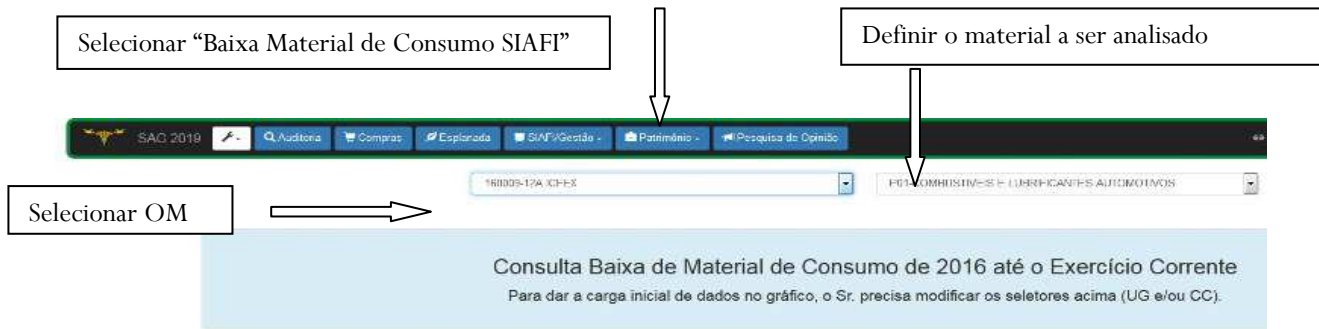 Selecionar “Baixa Material de Consumo SIAFI”
Definir o material a ser analisado
SAG 2019 Auditoria Compras Esplanada SIAFI/Gestão Patrimônio Pesquisa de Opinião
160009-12A ICFEX
P01-COMBUSTIVEIS E LUBRIFICANTES AUTOMOTIVOS
Selecionar OM
Consulta Baixa de Material de Consumo de 2016 até o Exercício Corrente
Para dar a carga inicial de dados no gráfico, o Sr. precisa modificar os seletores acima (UG e/ou CC).